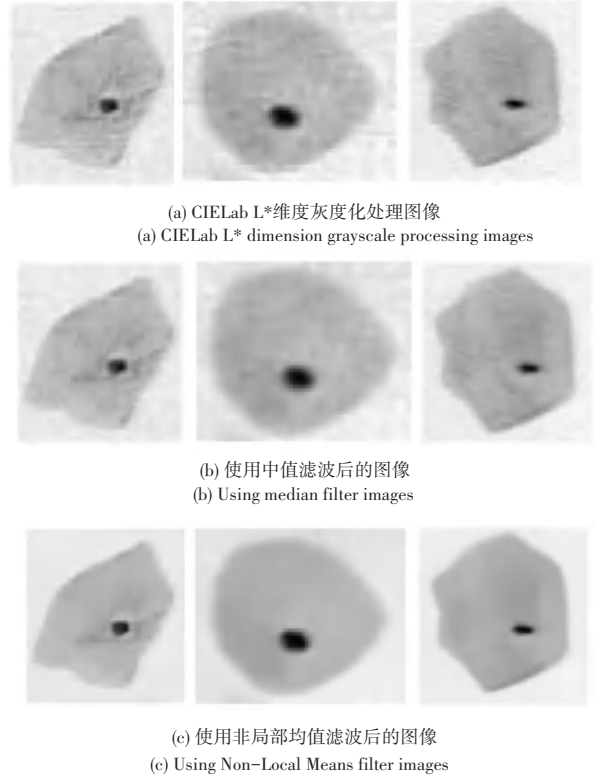 (a) CIELab L*维度灰度化处理图像
(a) CIELab L* dimension grayscale processing images
(b) 使用中值滤波后的图像
(b) Using median filter images
(c) 使用非局部均值滤波后的图像
(c) Using Non-Local Means filter images